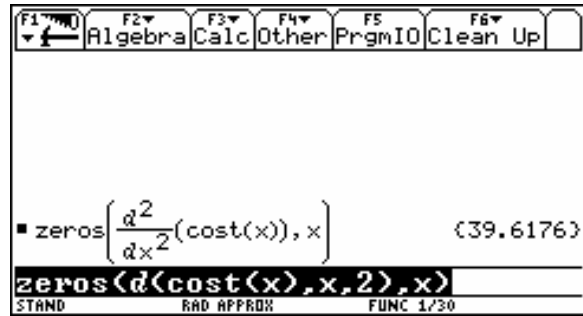 F1 F2 F3 F4 F5 F6
Algebra Calc Other PrgmIO Clean Up
▪ zeros(d²/dx²(cost(x)), x) {39.6176}
zeros(d(cost(x),x,2),x)
STAND RAD APPROX FUNC 1/30